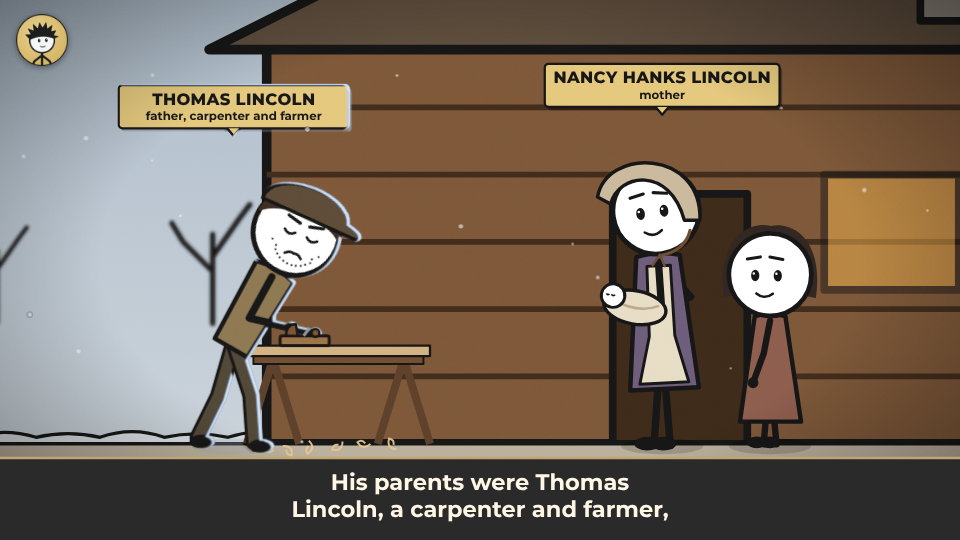 THOMAS LINCOLN
father, carpenter and farmer
NANCY HANKS LINCOLN
mother
His parents were Thomas
Lincoln, a carpenter and farmer,